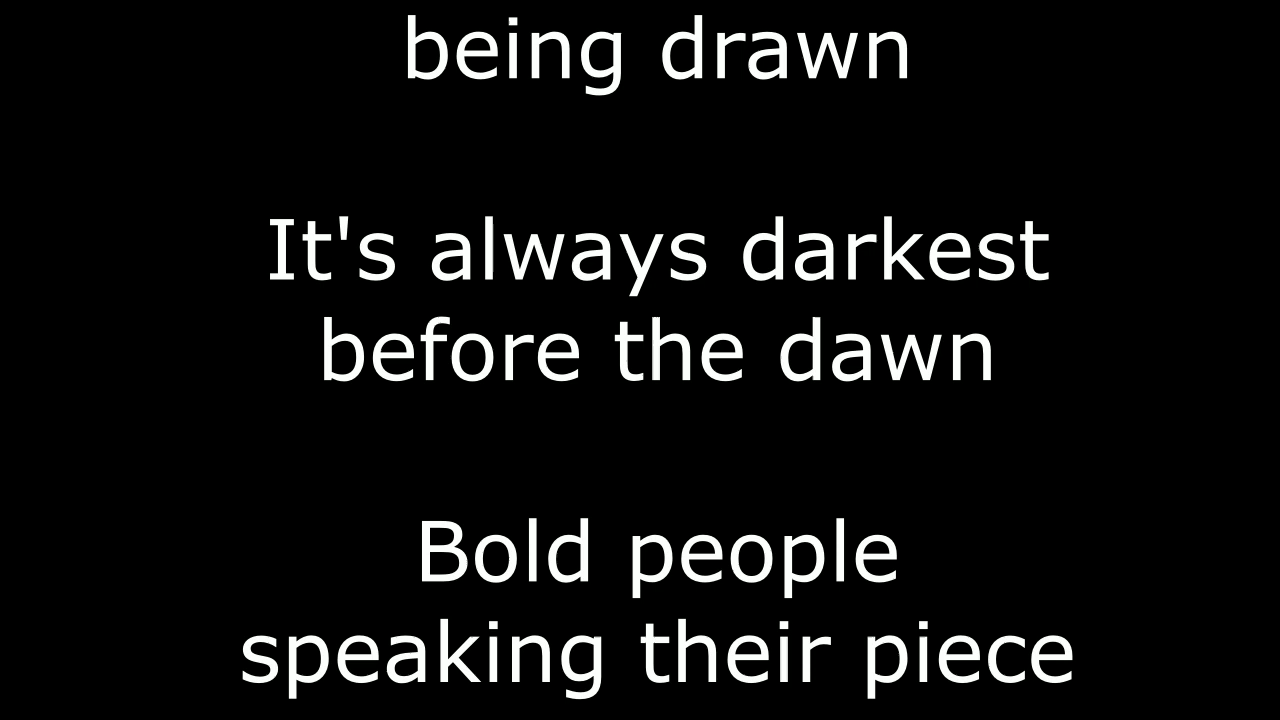 being drawn
It's always darkest
before the dawn
Bold people
speaking their piece